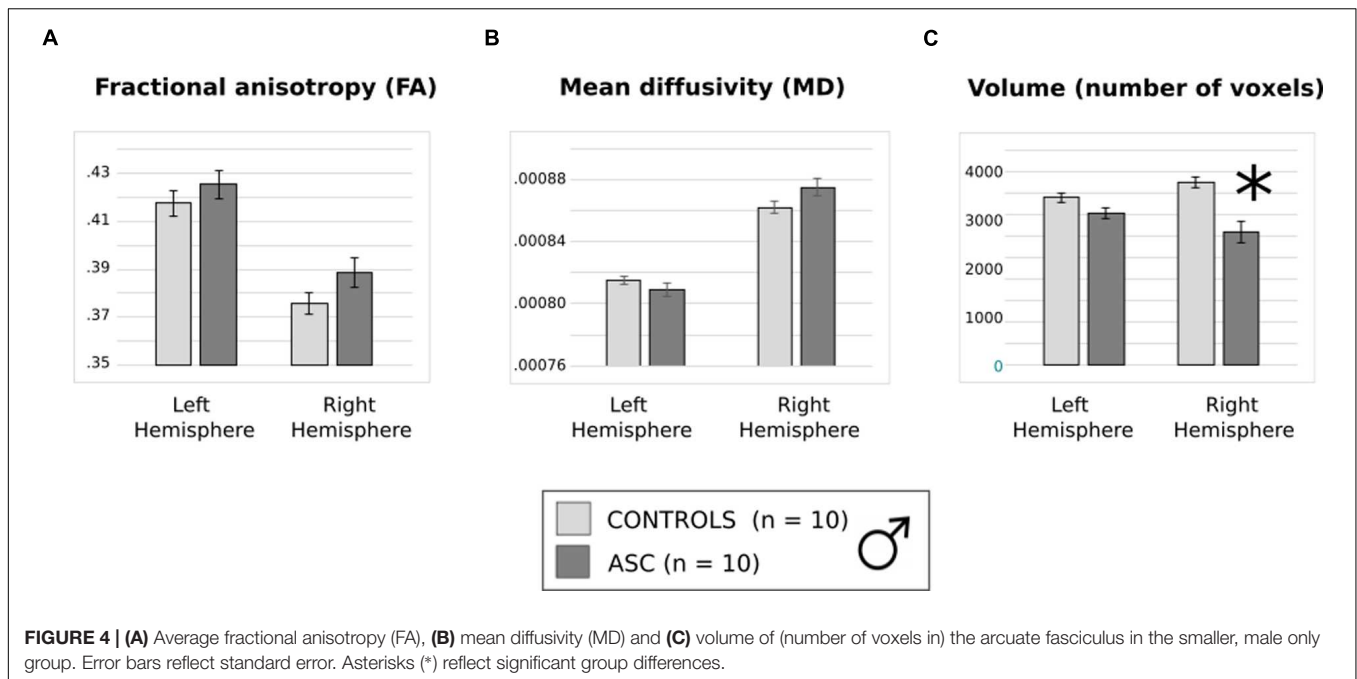 A
B
C
Fractional anisotropy (FA)
Mean diffusivity (MD)
Volume (number of voxels)
.43
.41
.39
.37
.35
Left
Hemisphere
Right
Hemisphere
.00088
.00084
.00080
.00076
Left
Hemisphere
Right
Hemisphere
4000
3000
2000
1000
0
*
Left
Hemisphere
Right
Hemisphere
CONTROLS (n = 10)
ASC (n = 10)
♂
FIGURE 4 | (A) Average fractional anisotropy (FA), (B) mean diffusivity (MD) and (C) volume of (number of voxels in) the arcuate fasciculus in the smaller, male only
group. Error bars reflect standard error. Asterisks (*) reflect significant group differences.